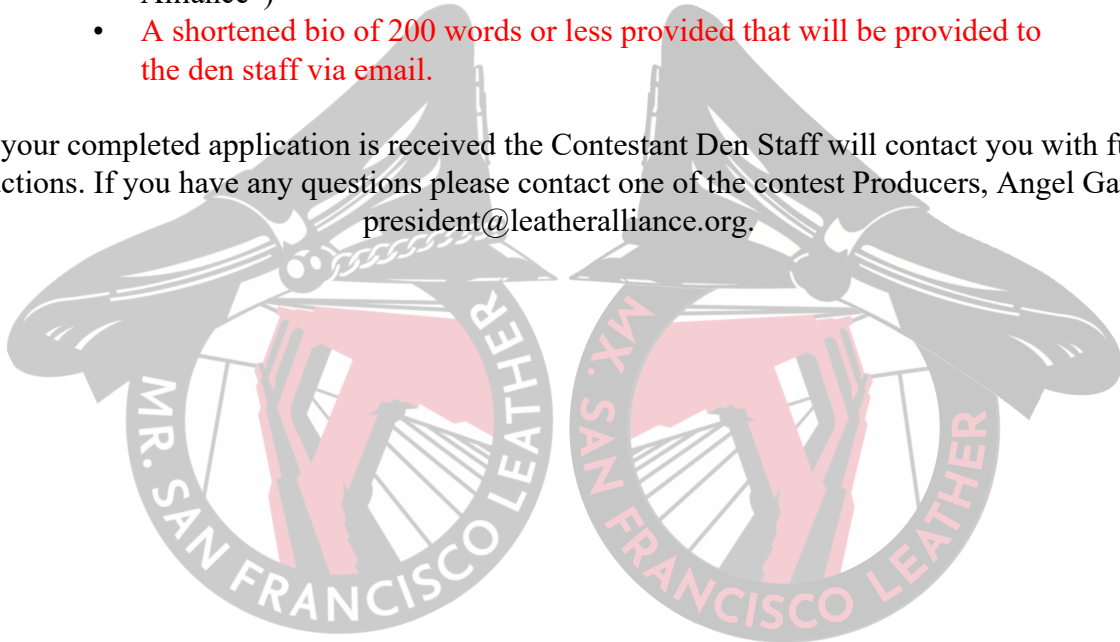 Alliance")
• A shortened bio of 200 words or less provided that will be provided to
the den staff via email.
your completed application is received the Contestant Den Staff will contact you with
If you have any questions please contact one of the contest Producers, Angel
president@leatheralliance.org.
MR. SAN FRANCISCO LEATHER
MX. SAN FRANCISCO LEATHER